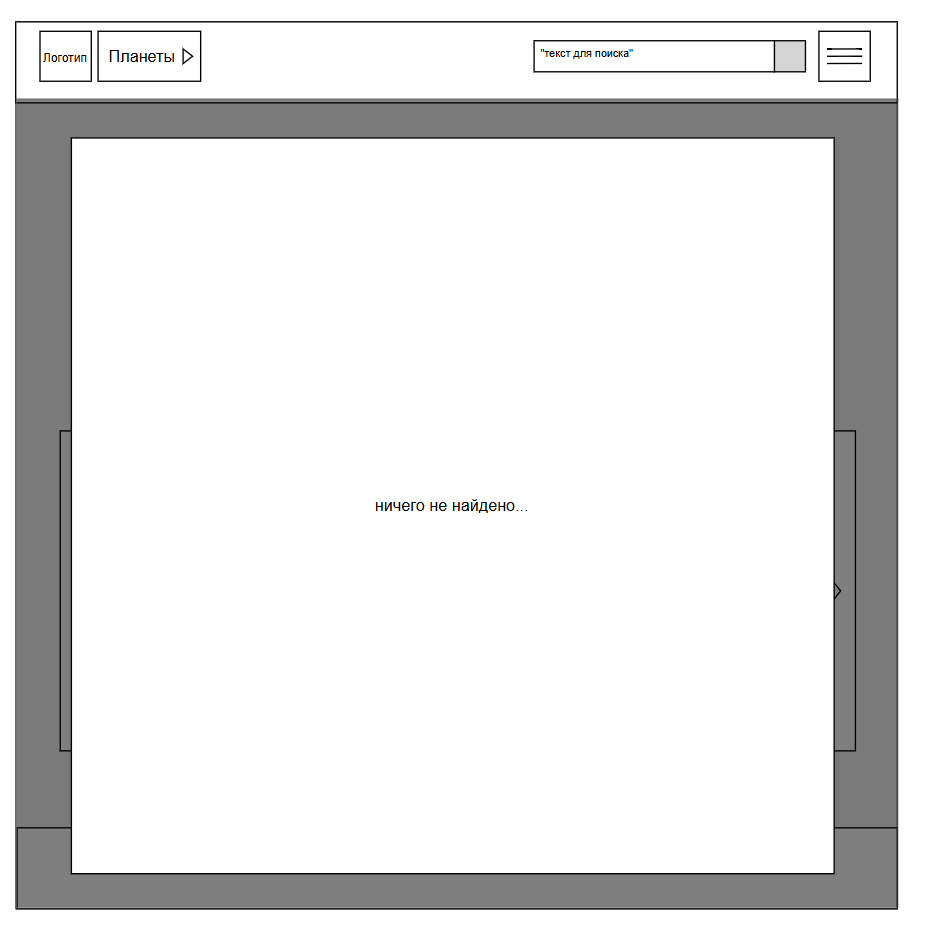 Логотип
Планеты
"текст для поиска"
ничего не найдено...